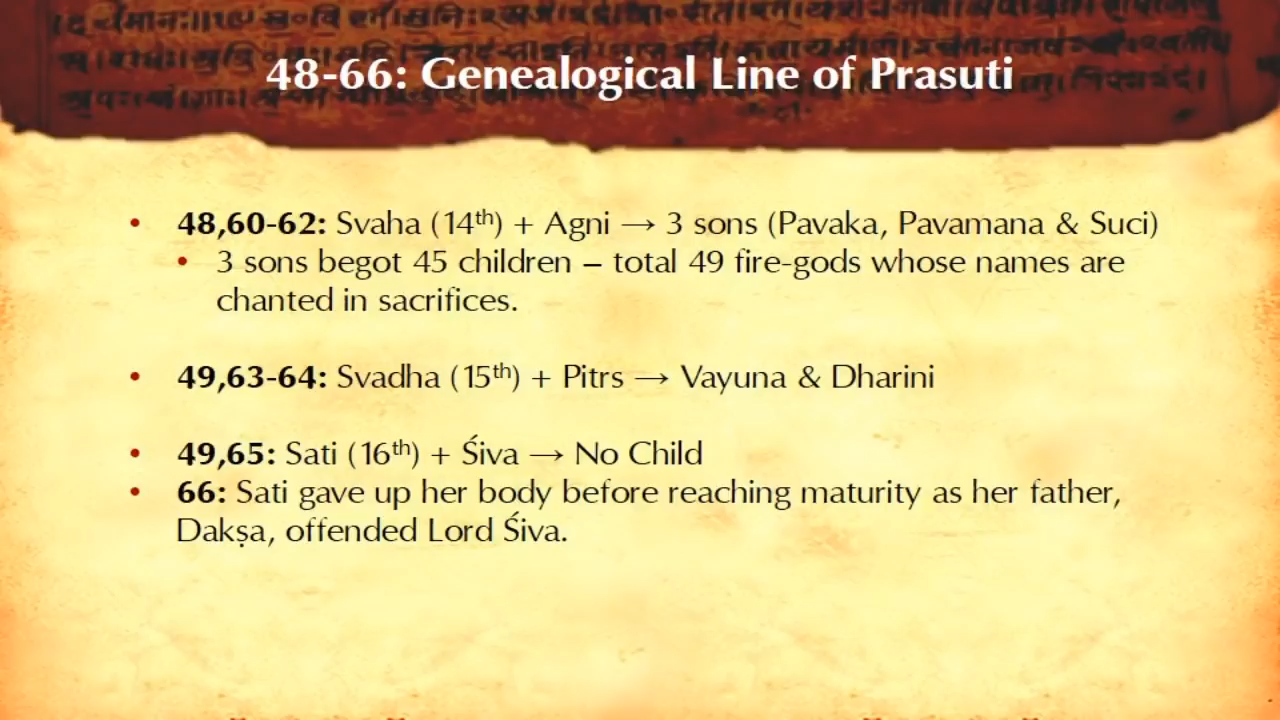 48-66: Genealogical Line of Prasuti
• 48,60-62: Svaha (14th) + Agni → 3 sons (Pavaka, Pavamana & Suci)
• 3 sons begot 45 children – total 49 fire-gods whose names are
chanted in sacrifices.
• 49,63-64: Svadha (15th) + Pitrs → Vayuna & Dharini
• 49,65: Sati (16th) + Śiva → No Child
• 66: Sati gave up her body before reaching maturity as her father,
Dakṣa, offended Lord Śiva.